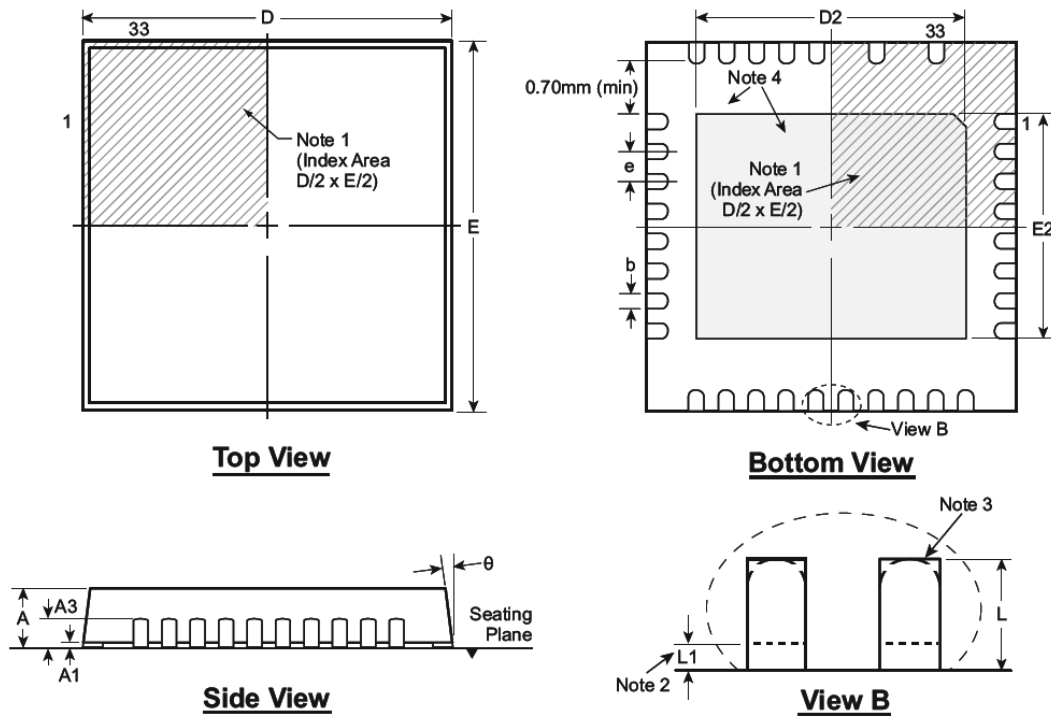 D
33
1
Note 1
(Index Area
D/2 x E/2)
E
Top View
D2
33
0.70mm (min)
Note 4
1
e
Note 1
(Index Area
D/2 x E/2)
E2
b
View B
Bottom View
θ
A
A3
A1
Seating
Plane
Side View
Note 3
L
L1
Note 2
View B